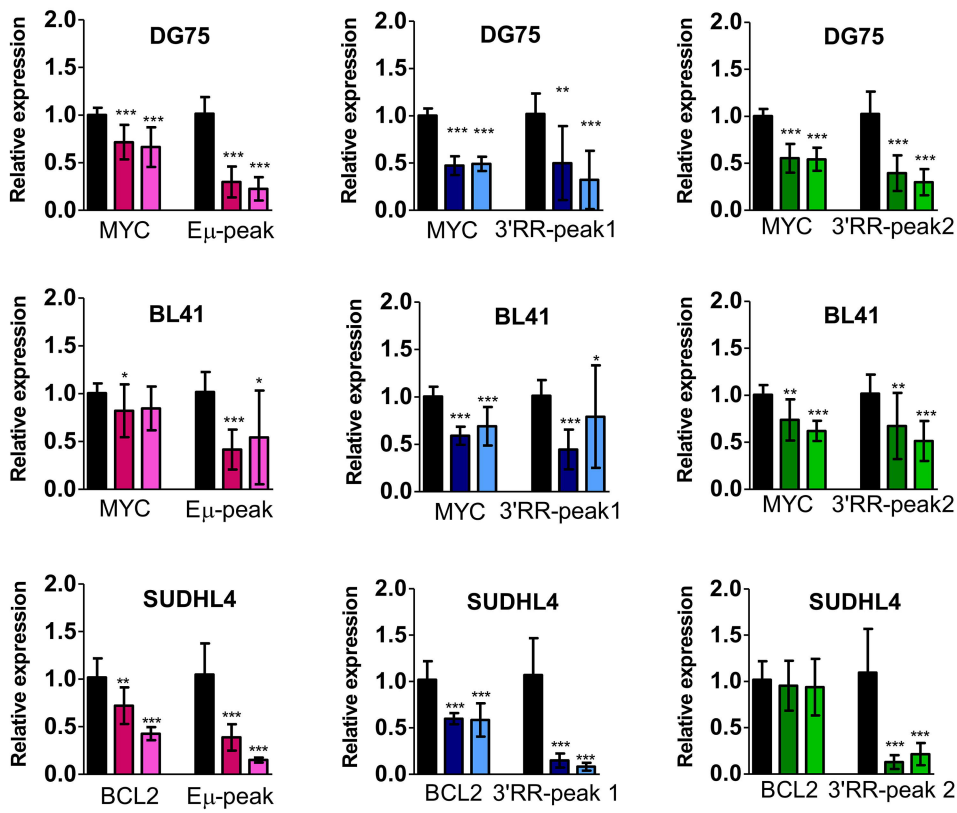 Relative expression
DG75
2.0
1.5
1.0
0.5
0.0
*** ***
*** ***
MYC Eμ-peak
Relative expression
DG75
2.0
1.5
1.0
0.5
0.0
*** ***
** ***
MYC 3'RR-peak1
Relative expression
DG75
2.0
1.5
1.0
0.5
0.0
*** ***
*** ***
MYC 3'RR-peak2
Relative expression
BL41
2.0
1.5
1.0
0.5
0.0
*
*** *
MYC Eμ-peak
Relative expression
BL41
2.0
1.5
1.0
0.5
0.0
*** ***
*** *
MYC 3'RR-peak1
Relative expression
BL41
2.0
1.5
1.0
0.5
0.0
** ***
** ***
MYC 3'RR-peak2
Relative expression
SUDHL4
2.0
1.5
1.0
0.5
0.0
** ***
*** ***
BCL2 Eμ-peak
Relative expression
SUDHL4
2.0
1.5
1.0
0.5
0.0
*** ***
*** ***
BCL2 3'RR-peak 1
Relative expression
SUDHL4
2.0
1.5
1.0
0.5
0.0
*** ***
BCL2 3'RR-peak 2